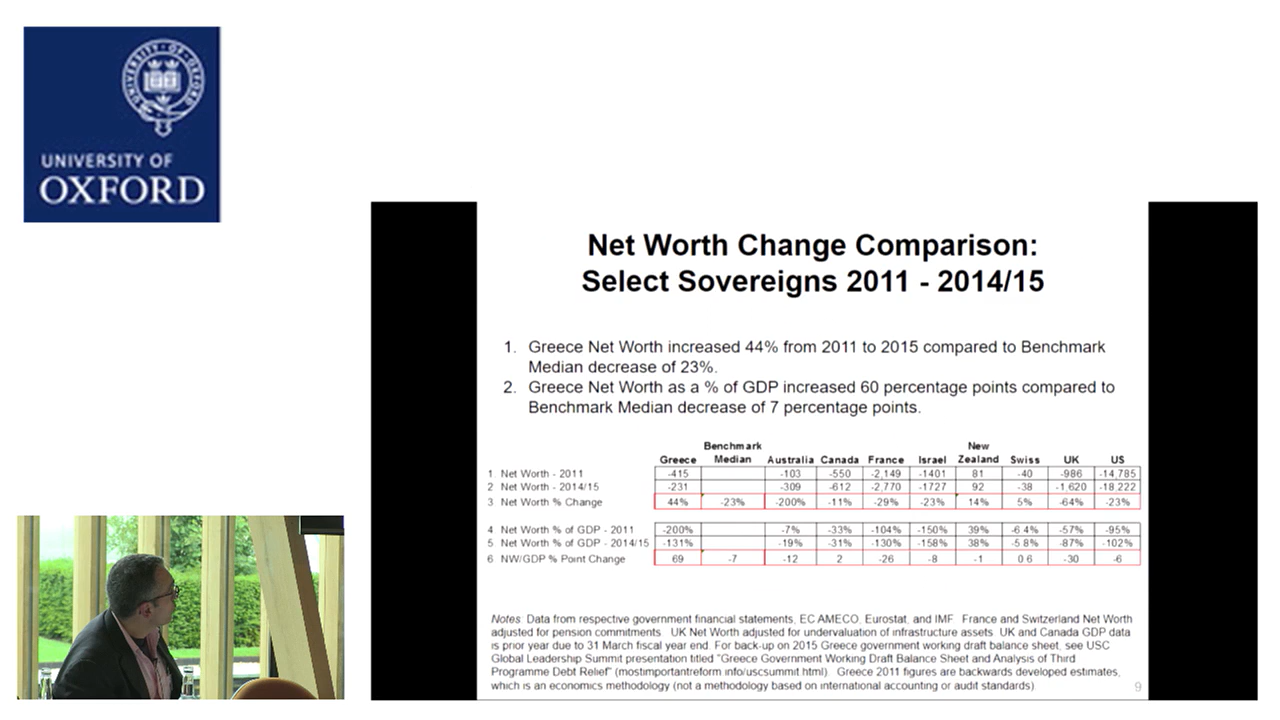 UNIVERSITY OF
OXFORD
Net Worth Change Comparison:
Select Sovereigns 2011 - 2014/15
1. Greece Net Worth increased 44% from 2011 to 2015 compared to Benchmark
Median decrease of 23%.
2. Greece Net Worth as a % of GDP increased 60 percentage points compared to
Benchmark Median decrease of 7 percentage points.
Benchmark New
Greece Median Australia Canada France Israel Zealand Swiss UK US
1 Net Worth - 2011 -415 -103 -550 -2,149 -1401 81 -40 -986 -14,785
2 Net Worth - 2014/15 -231 -309 -612 -2,770 -1727 92 -38 -1,620 -18,222
3 Net Worth % Change 44% -23% -200% -11% -29% -23% 14% 5% -64% -23%
4 Net Worth % of GDP - 2011 -200% -7% -33% -104% -150% 39% -6.4% -57% -95%
5 Net Worth % of GDP - 2014/15 -131% -19% -31% -130% -158% 38% -5.8% -87% -102%
6 NW/GDP % Point Change 69 -7 -12 2 -26 -8 -1 0.6 -30 -6
Notes. Data from respective government financial statements, EC AMECO, Eurostat, and IMF. France and Switzerland Net Worth
adjusted for pension commitments. UK Net Worth adjusted for undervaluation of infrastructure assets. UK and Canada GDP data
is prior year due to 31 March fiscal year end. For back-up on 2015 Greece government working draft balance sheet, see USC
Global Leadership Summit presentation titled "Greece Government Working Draft Balance Sheet and Analysis of Third
Programme Debt Relief" (mostimportantreform.info/uscsummit.html). Greece 2011 figures are backwards developed estimates,
which is an economics methodology (not a methodology based on international accounting or audit standards)
9